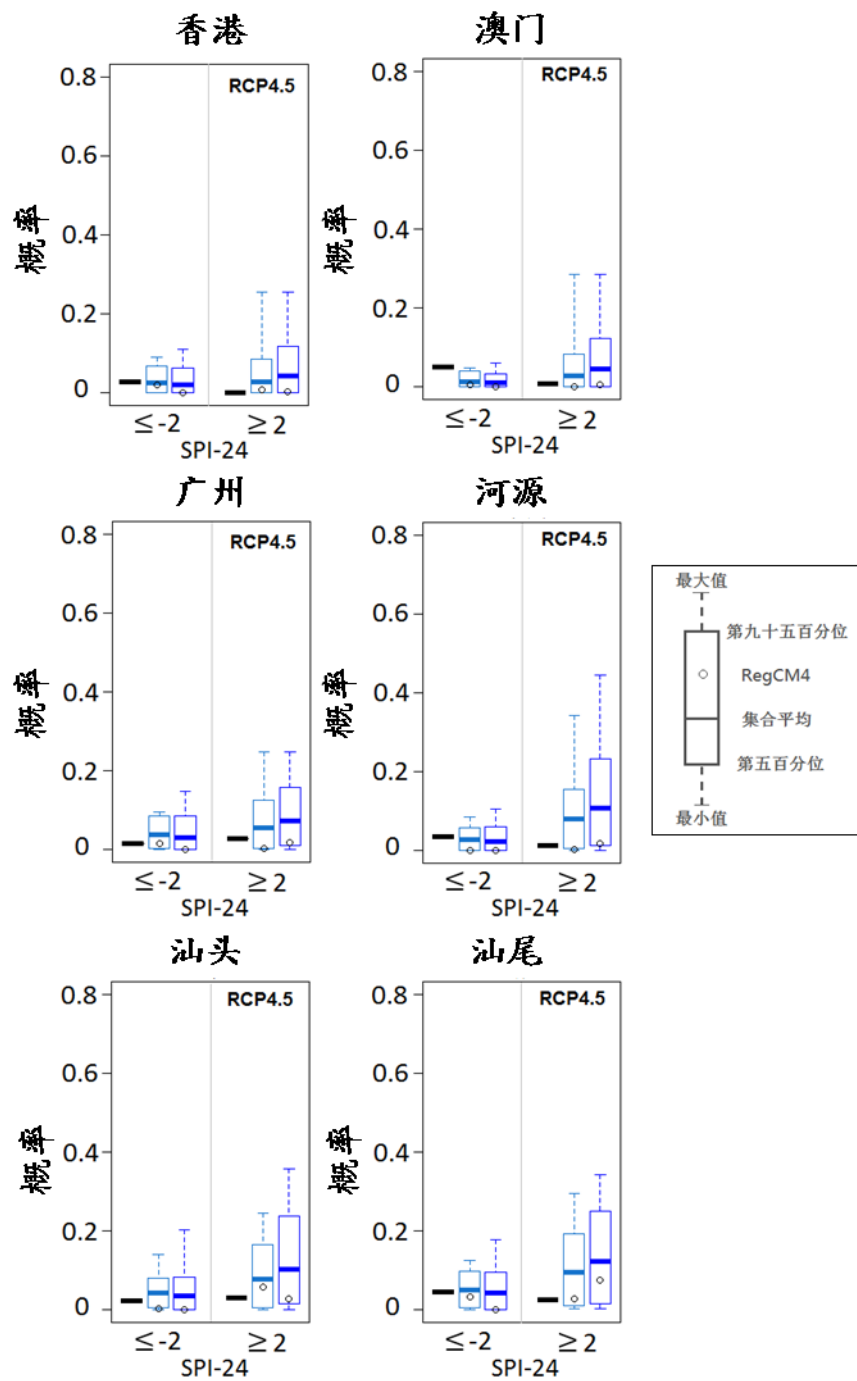 香港
RCP4.5
0.8
0.6
0.4
0.2
0
概率
≤-2 ≥2
SPI-24
澳门
RCP4.5
0.8
0.6
0.4
0.2
0
概率
≤-2 ≥2
SPI-24
广州
RCP4.5
0.8
0.6
0.4
0.2
0
概率
≤-2 ≥2
SPI-24
河源
RCP4.5
0.8
0.6
0.4
0.2
0
概率
≤-2 ≥2
SPI-24
最大值
第九十五百分位
RegCM4
集合平均
第五百分位
最小值
汕头
RCP4.5
0.8
0.6
0.4
0.2
0
概率
≤-2 ≥2
SPI-24
汕尾
RCP4.5
0.8
0.6
0.4
0.2
0
概率
≤-2 ≥2
SPI-24